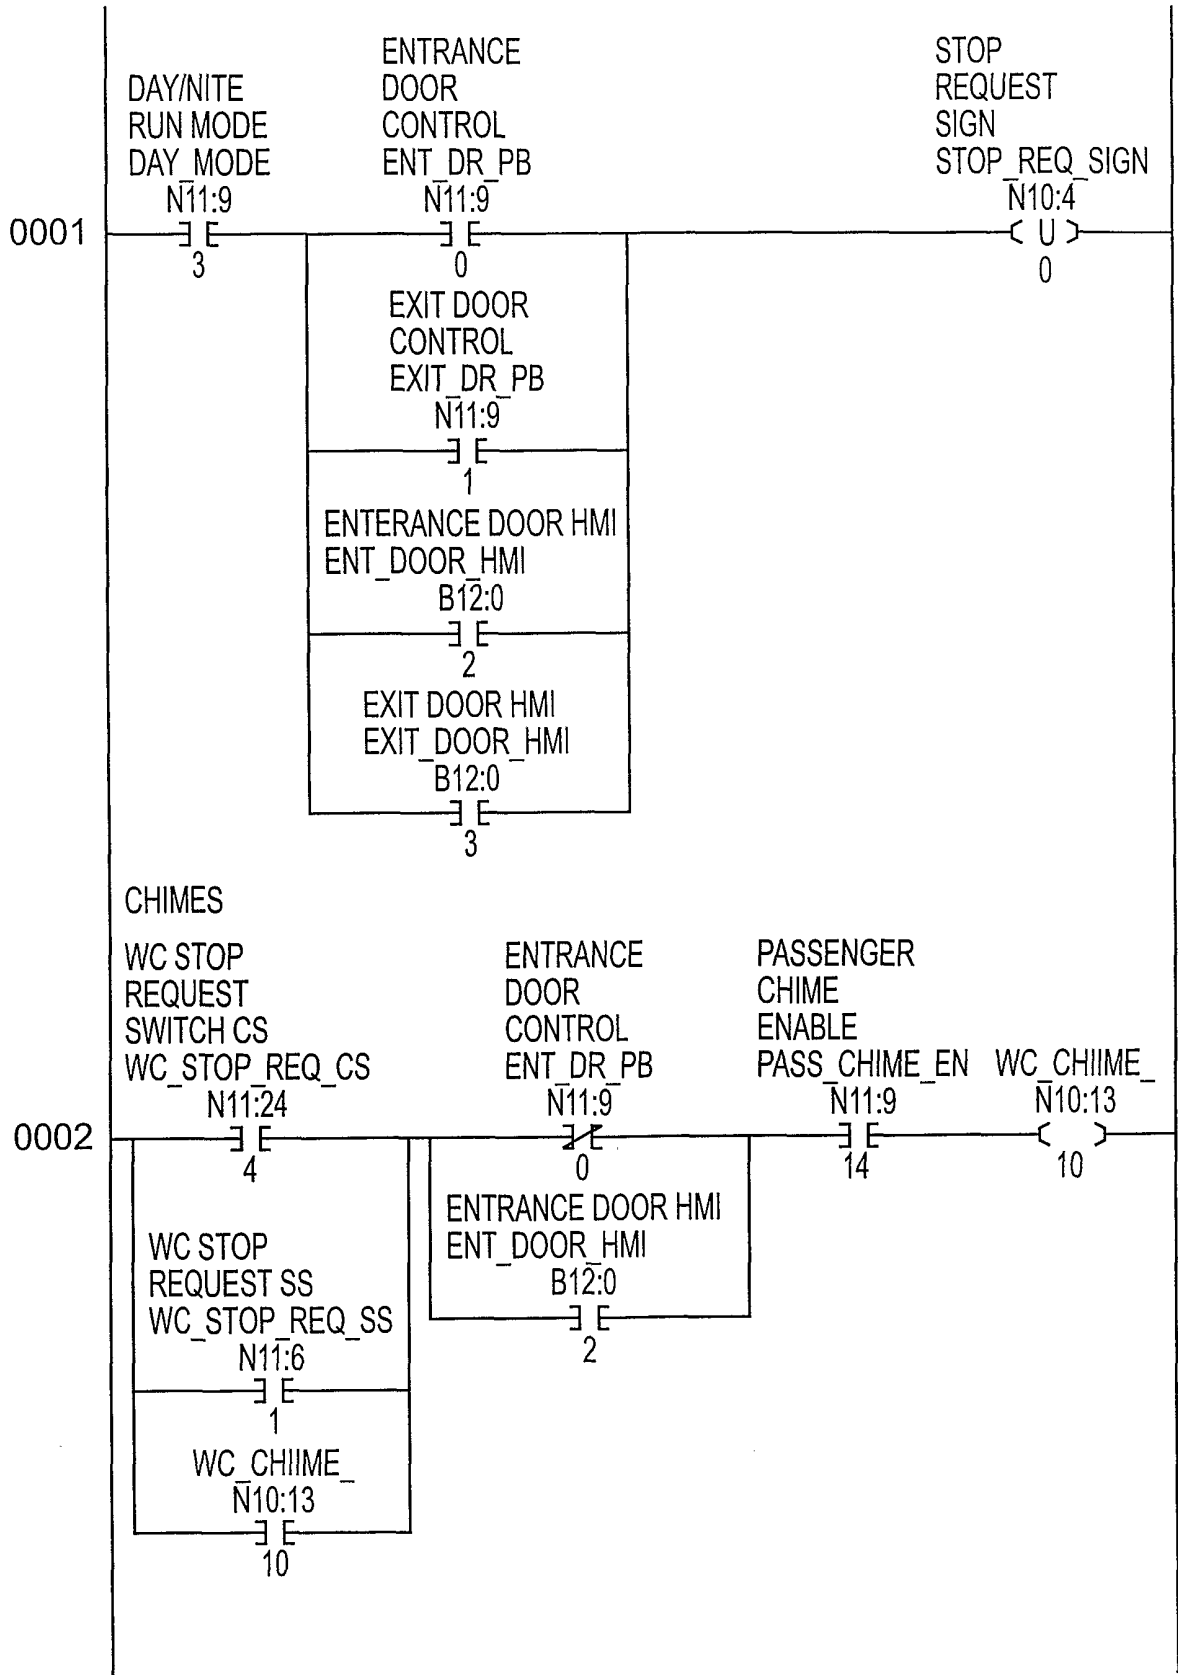 ENTRANCE
DOOR
CONTROL
ENT_DR_PB
N11:9
0
STOP
REQUEST
SIGN
STOP_REQ_SIGN
N10:4
U
0
DAY/NITE
RUN MODE
DAY_MODE
N11:9
3
0001
EXIT DOOR
CONTROL
EXIT_DR_PB
N11:9
1
ENTERANCE DOOR HMI
ENT_DOOR_HMI
B12:0
2
EXIT DOOR HMI
EXIT_DOOR_HMI
B12:0
3
CHIMES
WC STOP
REQUEST
SWITCH CS
WC_STOP_REQ_CS
N11:24
4
ENTRANCE
DOOR
CONTROL
ENT_DR_PB
N11:9
0
PASSENGER
CHIME
ENABLE
PASS_CHIME_EN
N11:9
14
WC_CHIIME_
N10:13
10
0002
ENTRANCE DOOR HMI
ENT_DOOR_HMI
B12:0
2
WC STOP
REQUEST SS
WC_STOP_REQ_SS
N11:6
1
WC_CHIIME_
N10:13
10